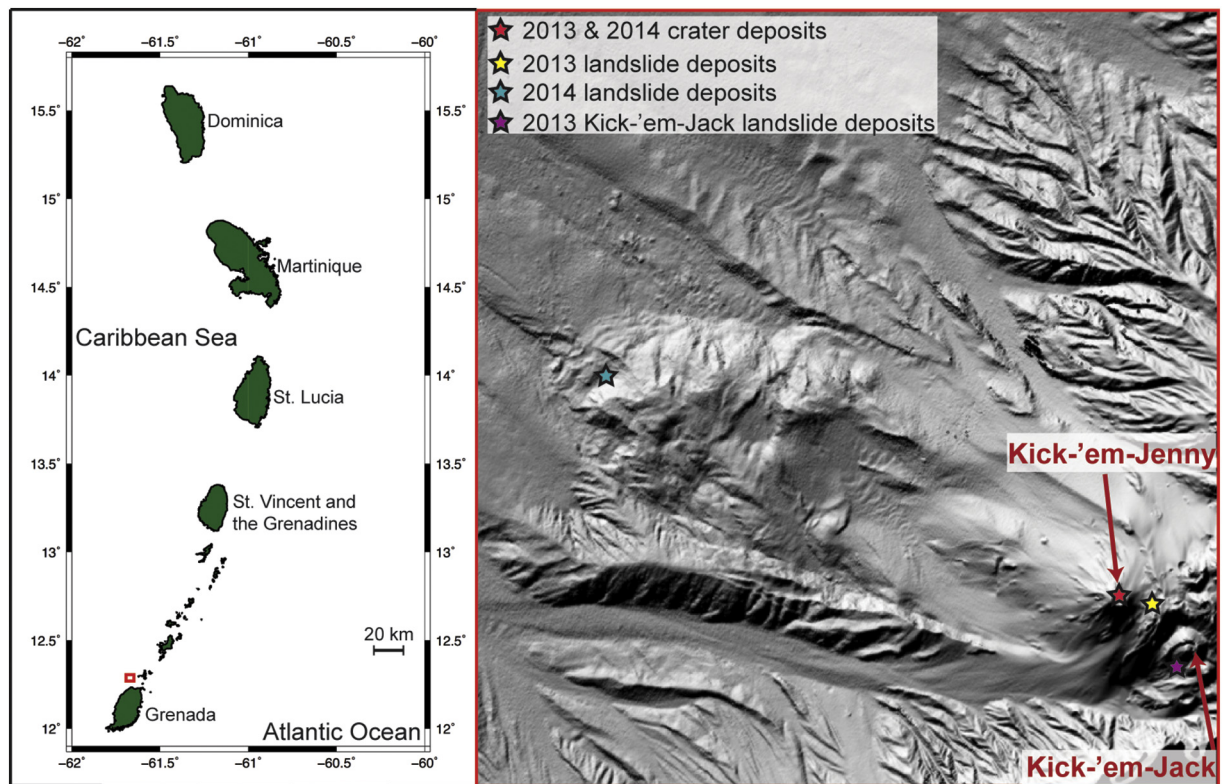 −62˚ −61.5˚ −61˚ −60.5˚ −60˚
15.5˚ 15.5˚
Dominica
15˚ 15˚
Martinique
14.5˚ 14.5˚
Caribbean Sea
14˚ 14˚
St. Lucia
13.5˚ 13.5˚
St. Vincent and
the Grenadines
13˚ 13˚
12.5˚ 12.5˚
20 km
Grenada
12˚ 12˚
Atlantic Ocean
−62˚ −61.5˚ −61˚ −60.5˚ −60˚
2013 & 2014 crater deposits
2013 landslide deposits
2014 landslide deposits
2013 Kick-’em-Jack landslide deposits
Kick-’em-Jenny
Kick-’em-Jack